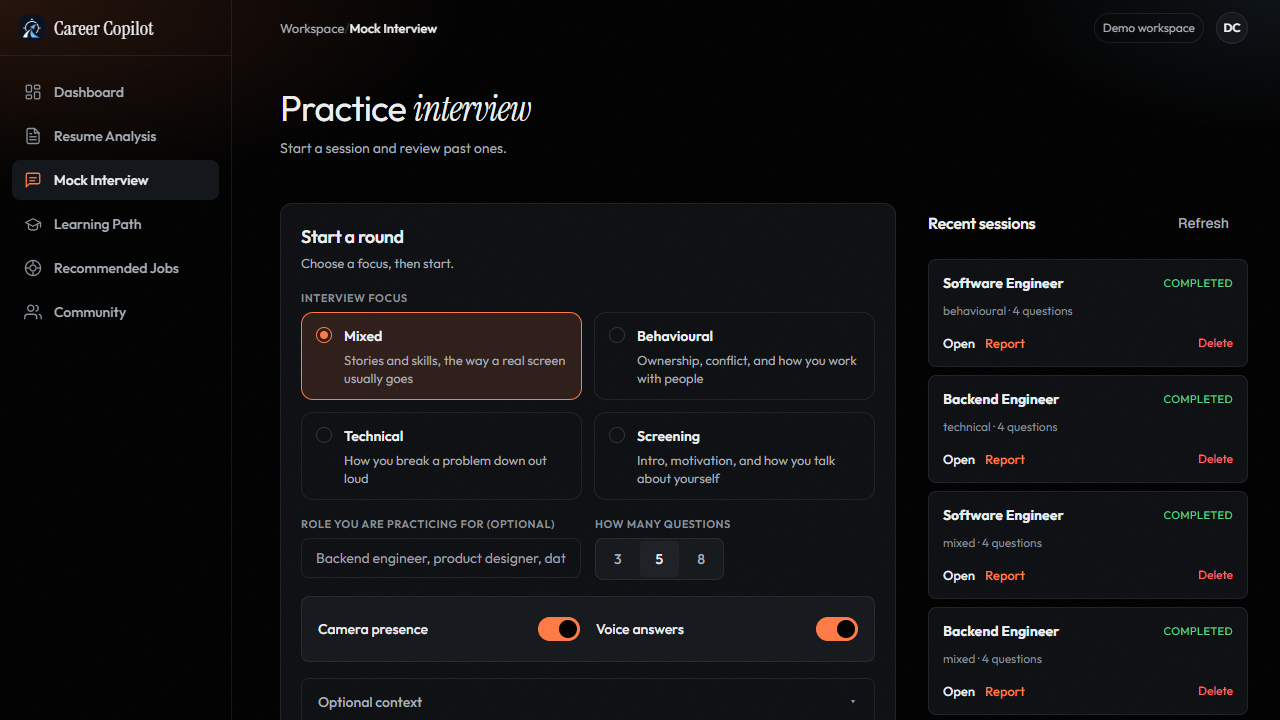 Career Copilot
Workspace/Mock Interview
Demo workspace
DC
Dashboard
Resume Analysis
Mock Interview
Learning Path
Recommended Jobs
Community
Practice interview
Start a session and review past ones.
Start a round
Choose a focus, then start.
INTERVIEW FOCUS
Mixed
Stories and skills, the way a real screen
usually goes
Behavioural
Ownership, conflict, and how you work
with people
Technical
How you break a problem down out
loud
Screening
Intro, motivation, and how you talk
about yourself
ROLE YOU ARE PRACTICING FOR (OPTIONAL)
Backend engineer, product designer, dat
HOW MANY QUESTIONS
3 5 8
Camera presence
Voice answers
Optional context
Recent sessions
Refresh
Software Engineer
COMPLETED
behavioural · 4 questions
Open Report Delete
Backend Engineer
COMPLETED
technical · 4 questions
Open Report Delete
Software Engineer
COMPLETED
mixed · 4 questions
Open Report Delete
Backend Engineer
COMPLETED
mixed · 4 questions
Open Report Delete